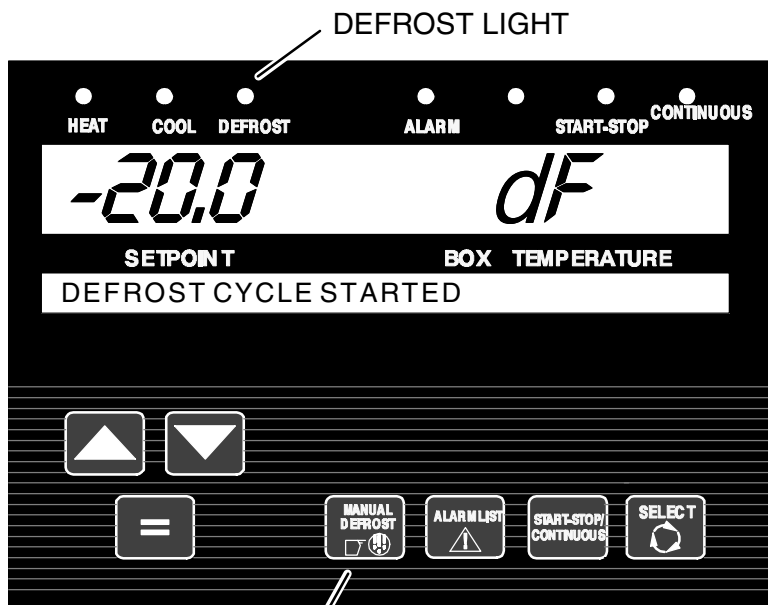 DEFROST LIGHT
HEAT COOL DEFROST ALARM START-STOP CONTINUOUS
-20.0 dF
SETPOINT BOX TEMPERATURE
DEFROST CYCLE STARTED
=
MANUAL DEFROST
ALARM LIST
START-STOP/
CONTINUOUS
SELECT